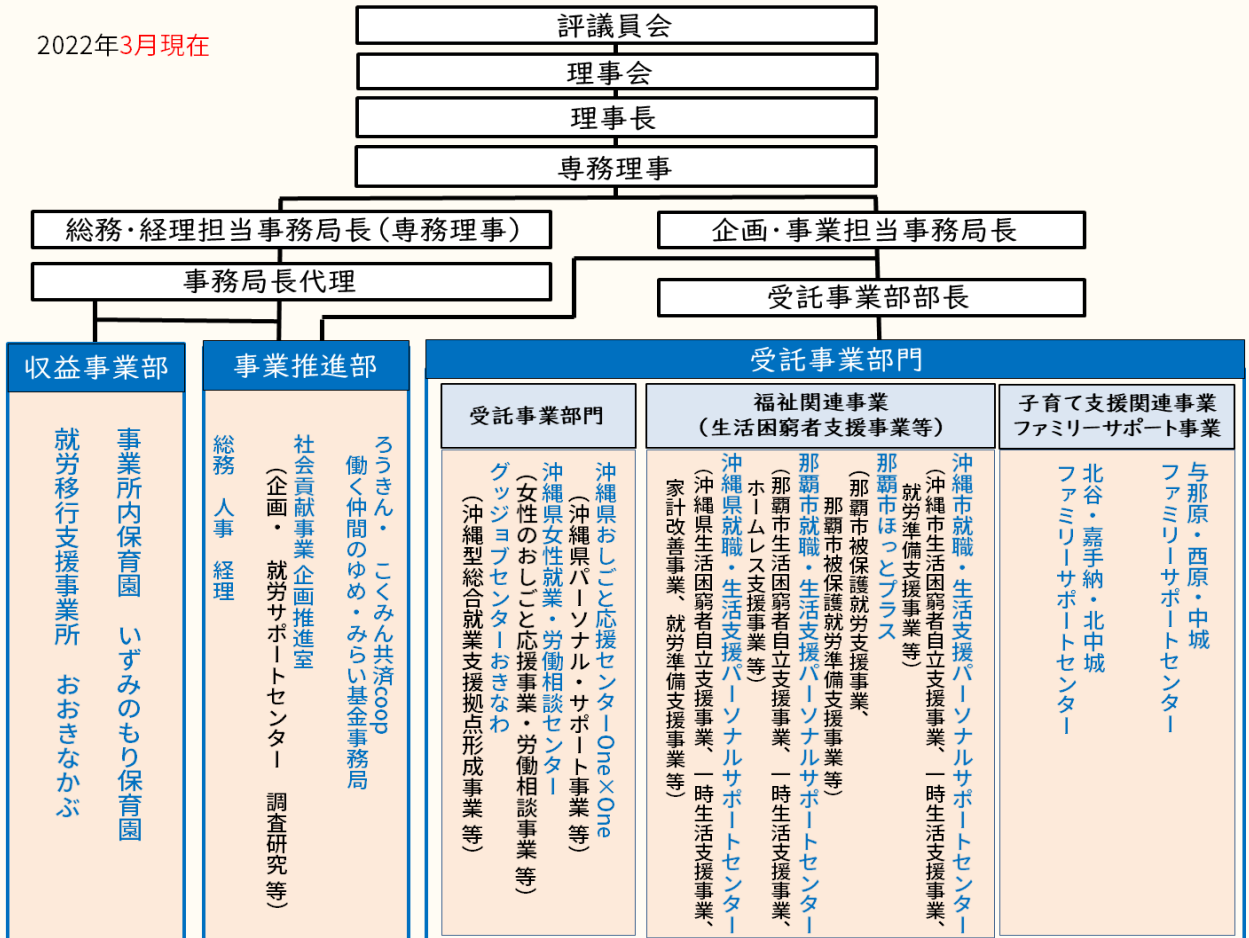 2022年3月現在
評議員会
理事会
理事長
専務理事
総務・経理担当事務局長（専務理事）
企画・事業担当事務局長
事務局長代理
受託事業部部長
収益事業部
事業所内保育園　いずみのもり保育園
就労移行支援事業所　おおきなかぶ
事業推進部
ろうきん・　こくみん共済coop
働く仲間のゆめ・みらい基金事務局
社会貢献事業企画推進室
（企画・　就労サポートセンター　調査研究 等）
総務　人事　経理
受託事業部門
受託事業部門
沖縄県おしごと応援センターOne×One
（沖縄県パーソナル・サポート事業 等）
沖縄県女性就業・労働相談センター
（女性のおしごと応援事業・労働相談事業 等）
グッジョブセンターおきなわ
（沖縄型総合就業支援拠点形成事業 等）
福祉関連事業
（生活困窮者支援事業等）
沖縄市就職・生活支援パーソナルサポートセンター
（沖縄市生活困窮者自立支援事業、一時生活支援事業、
就労準備支援事業 等）
那覇市ほっとプラス
（那覇市被保護就労支援事業、
那覇市被保護就労準備支援事業 等）
那覇市就職・生活支援パーソナルサポートセンター
（那覇市生活困窮者自立支援事業、一時生活支援事業、
ホームレス支援事業 等）
沖縄県就職・生活支援パーソナルサポートセンター
（沖縄県生活困窮者自立支援事業、一時生活支援事業、
家計改善事業、就労準備支援事業 等）
子育て支援関連事業
ファミリーサポート事業
与那原・西原・中城
ファミリーサポートセンター
北谷・嘉手納・北中城
ファミリーサポートセンター